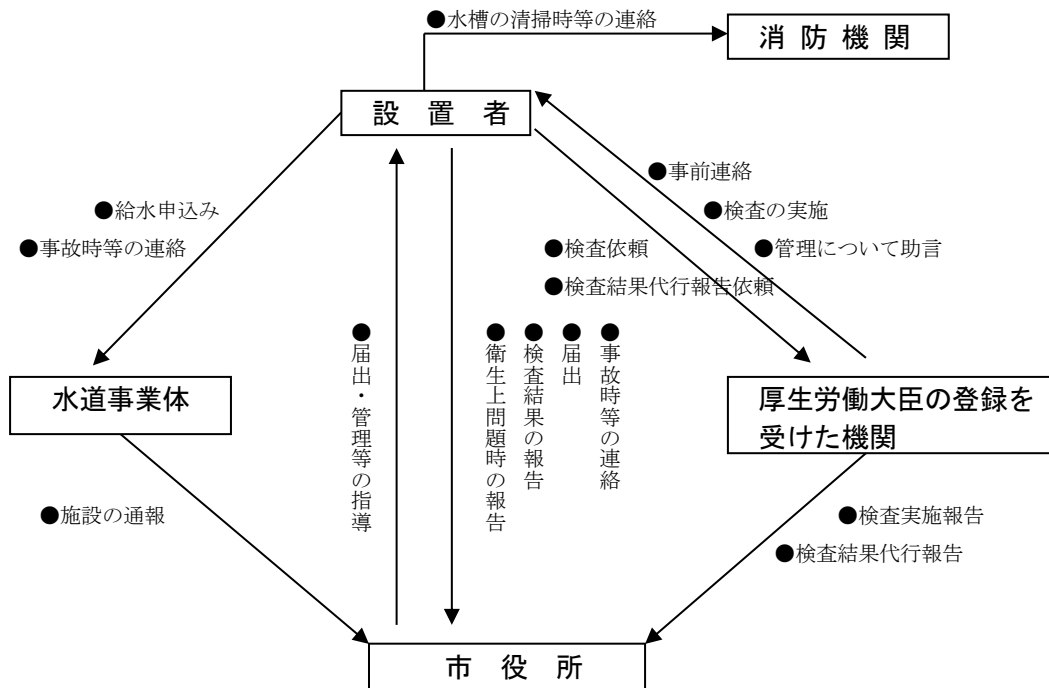 ●水槽の清掃時等の連絡
消防機関
設置者
●事前連絡
●給水申込み
●検査の実施
●事故時等の連絡
●検査依頼
●管理について助言
●検査結果代行報告依頼
●届出・管理等の指導
●衛生上問題時の報告
●検査結果の報告
●届出
●事故時等の連絡
水道事業体
厚生労働大臣の登録を
受けた機関
●施設の通報
●検査実施報告
●検査結果代行報告
市役所